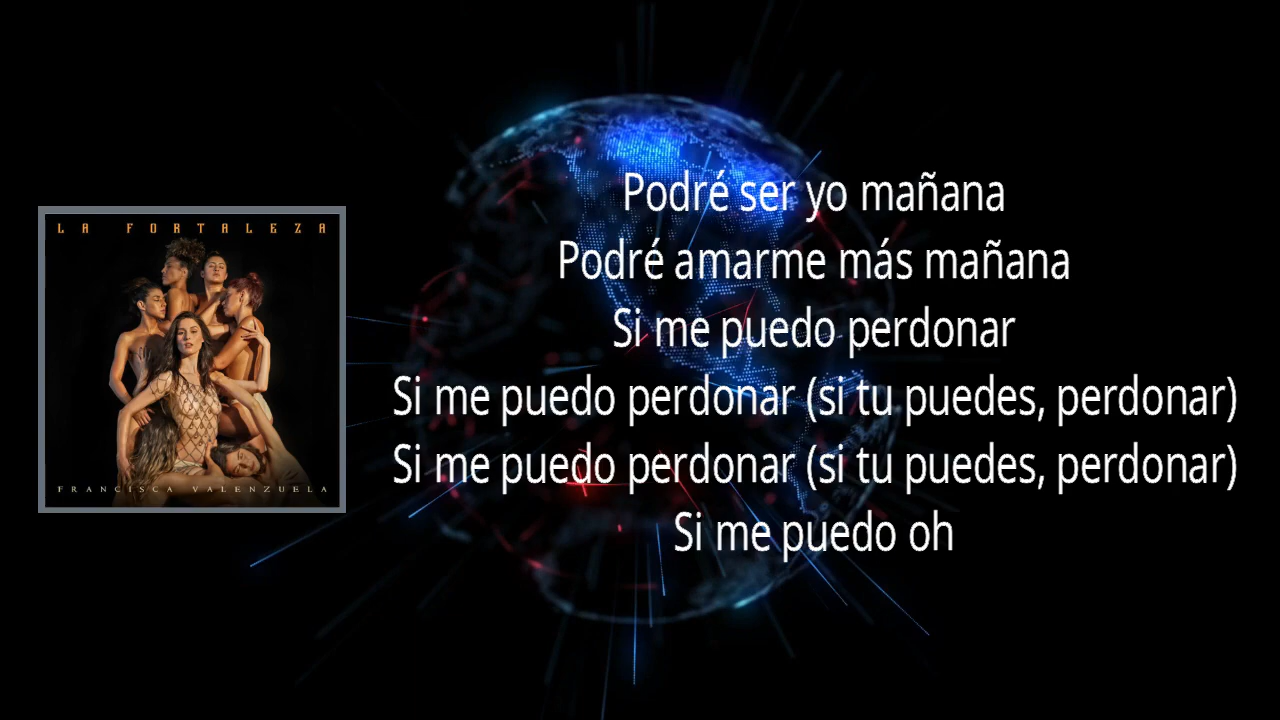 LA FORTALEZA
FRANCISCA VALENZUELA
Podré ser yo mañana
Podré amarme más mañana
Si me puedo perdonar
Si me puedo perdonar (si tu puedes, perdonar)
Si me puedo perdonar (si tu puedes, perdonar)
Si me puedo oh